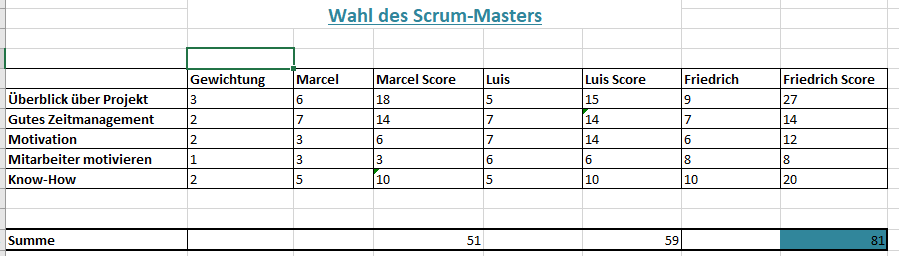 Wahl des Scrum-Masters
Gewichtung Marcel Marcel Score Luis Luis Score Friedrich Friedrich Score
Überblick über Projekt 3 6 18 5 15 9 27
Gutes Zeitmanagement 2 7 14 7 14 7 14
Motivation 2 3 6 7 14 6 12
Mitarbeiter motivieren 1 3 3 6 6 8 8
Know-How 2 5 10 5 10 10 20
Summe 51 59 81